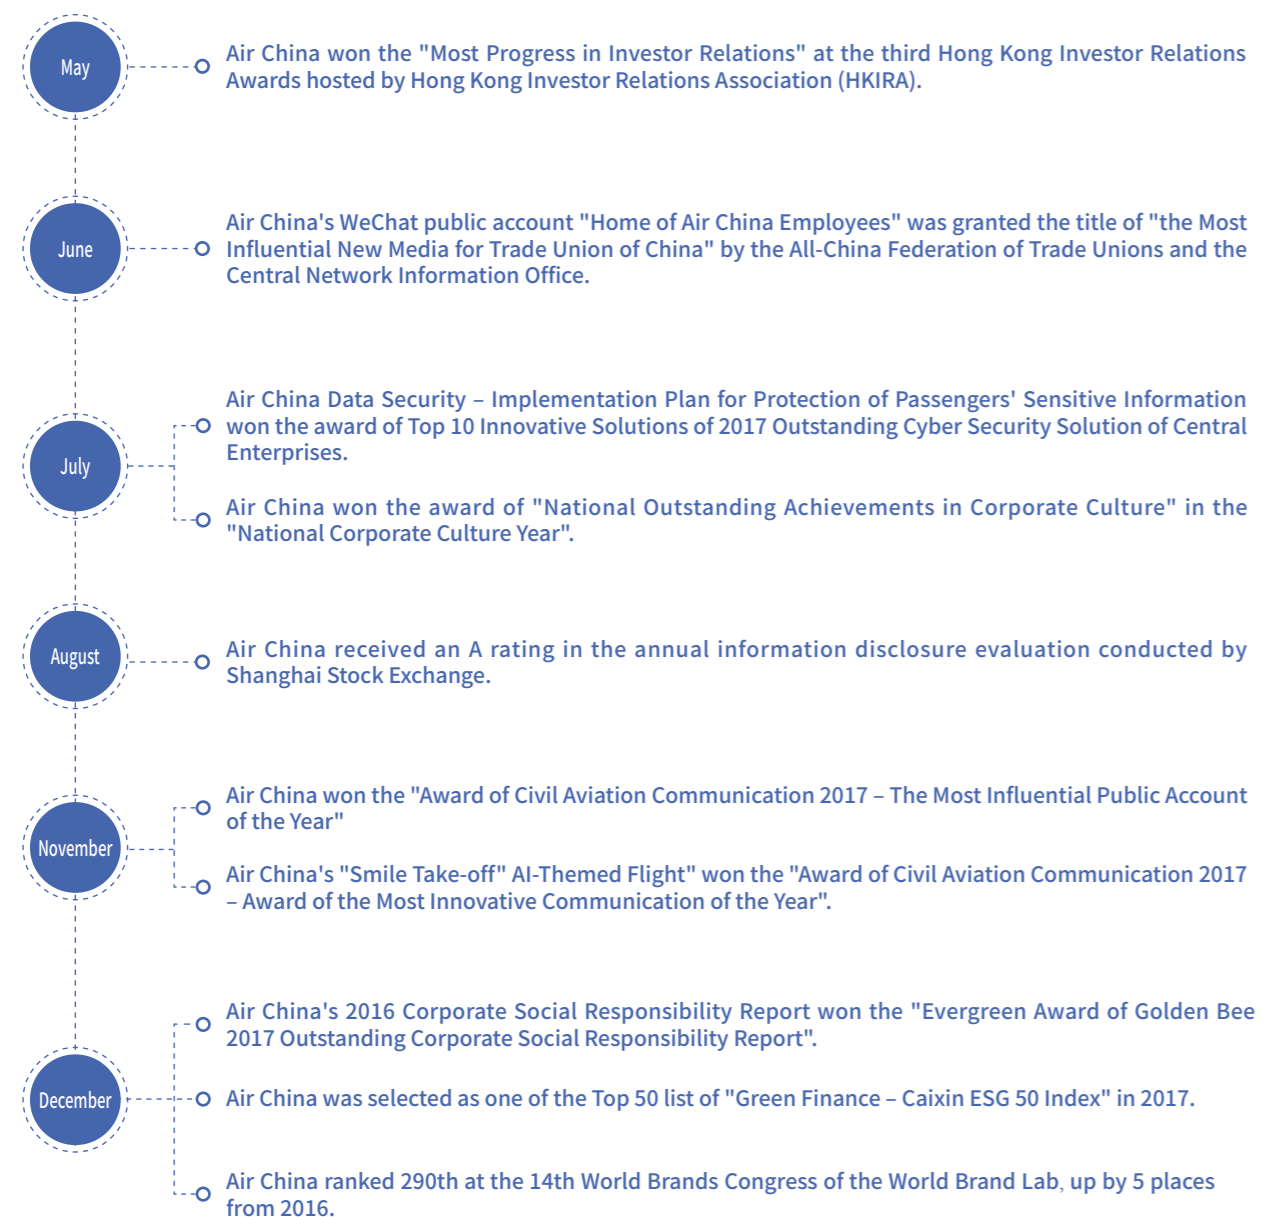 May
Air China won the "Most Progress in Investor Relations" at the third Hong Kong Investor Relations
Awards hosted by Hong Kong Investor Relations Association (HKIRA).
June
Air China's WeChat public account "Home of Air China Employees" was granted the title of "the Most
Influential New Media for Trade Union of China" by the All-China Federation of Trade Unions and the
Central Network Information Office.
July
Air China Data Security – Implementation Plan for Protection of Passengers' Sensitive Information
won the award of Top 10 Innovative Solutions of 2017 Outstanding Cyber Security Solution of Central
Enterprises.
Air China won the award of "National Outstanding Achievements in Corporate Culture" in the
"National Corporate Culture Year".
August
Air China received an A rating in the annual information disclosure evaluation conducted by
Shanghai Stock Exchange.
November
Air China won the "Award of Civil Aviation Communication 2017 – The Most Influential Public Account
of the Year"
Air China's "Smile Take-off" AI-Themed Flight" won the "Award of Civil Aviation Communication 2017
– Award of the Most Innovative Communication of the Year".
December
Air China's 2016 Corporate Social Responsibility Report won the "Evergreen Award of Golden Bee
2017 Outstanding Corporate Social Responsibility Report".
Air China was selected as one of the Top 50 list of "Green Finance – Caixin ESG 50 Index" in 2017.
Air China ranked 290th at the 14th World Brands Congress of the World Brand Lab, up by 5 places
from 2016.